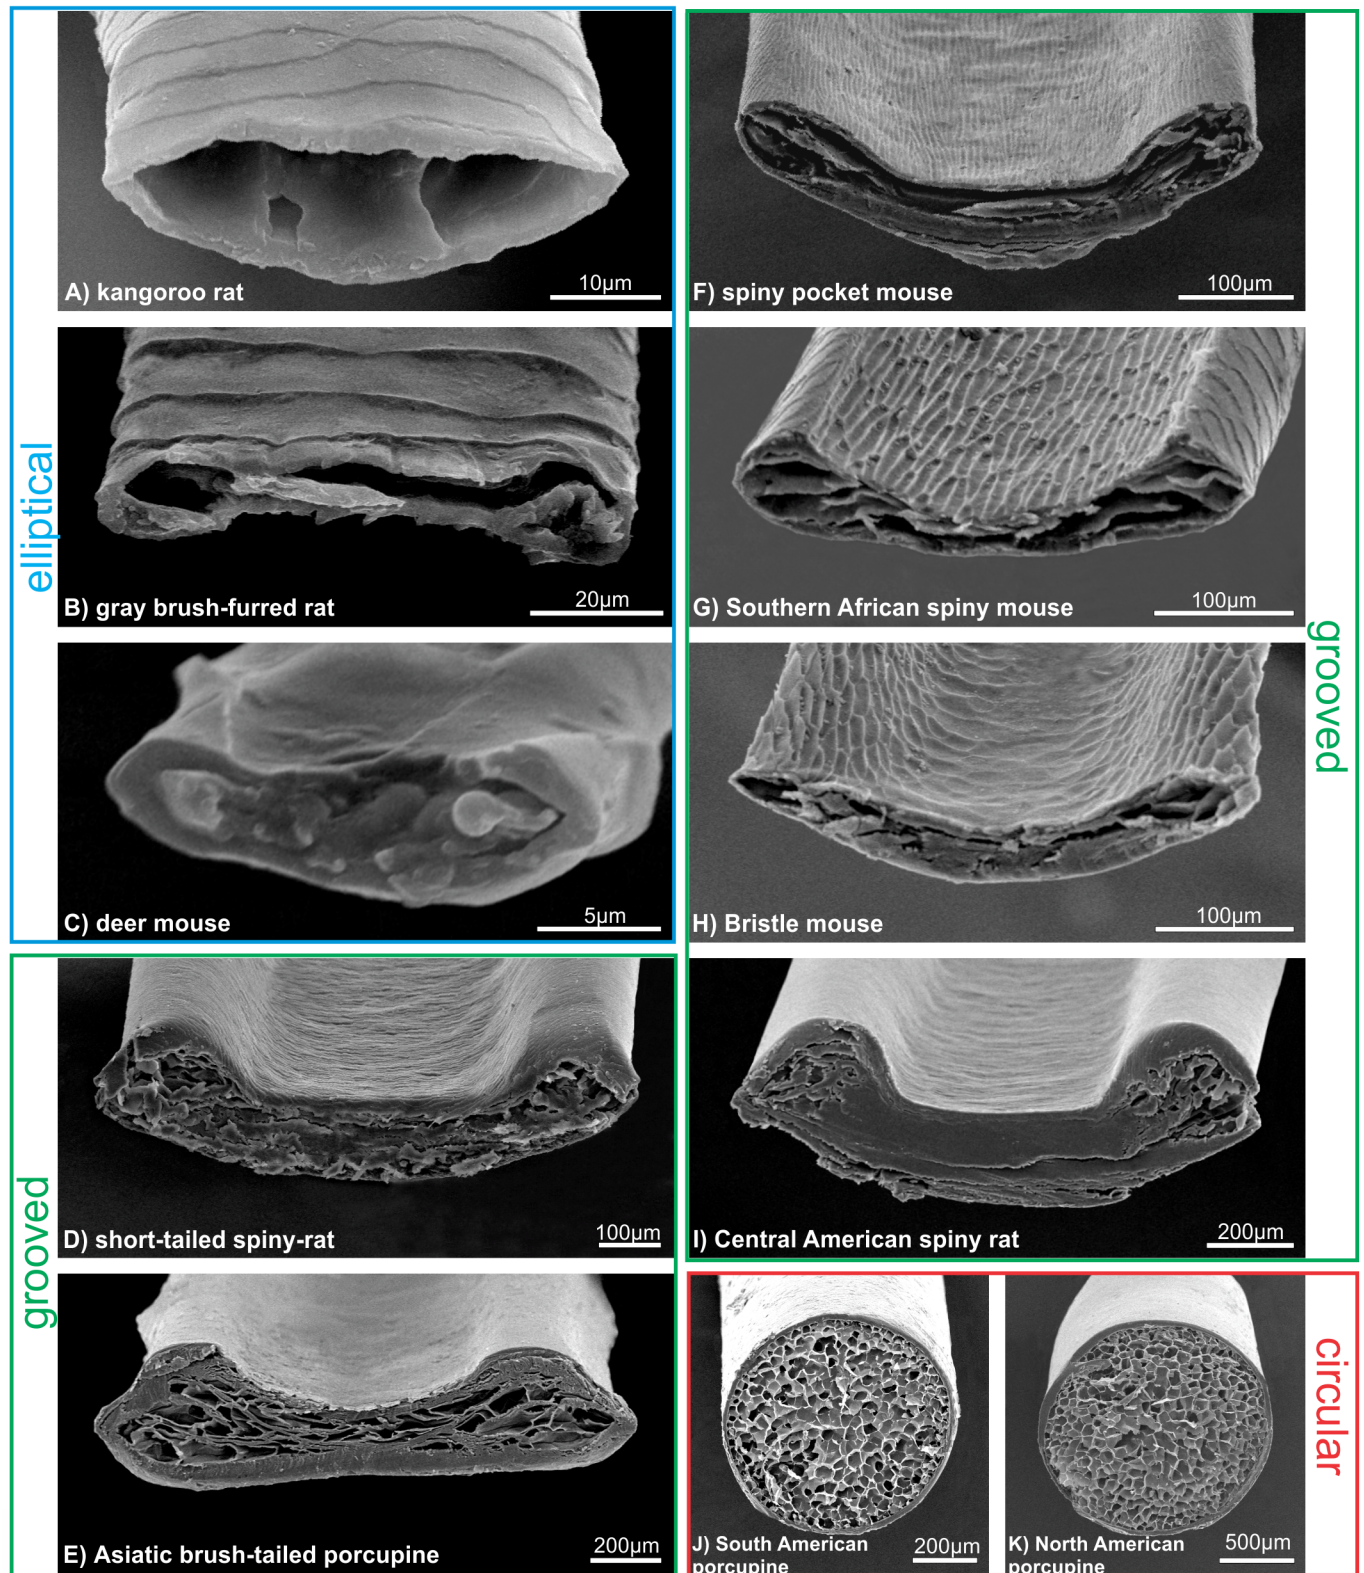 elliptical
10µm
A) kangoroo rat
20µm
B) gray brush-furred rat
5µm
C) deer mouse
grooved
100µm
D) short-tailed spiny-rat
200µm
E) Asiatic brush-tailed porcupine
grooved
100µm
F) spiny pocket mouse
100µm
G) Southern African spiny mouse
100µm
H) Bristle mouse
200µm
I) Central American spiny rat
circular
J) South American
porcupine
200µm
K) North American
porcupine
500µm